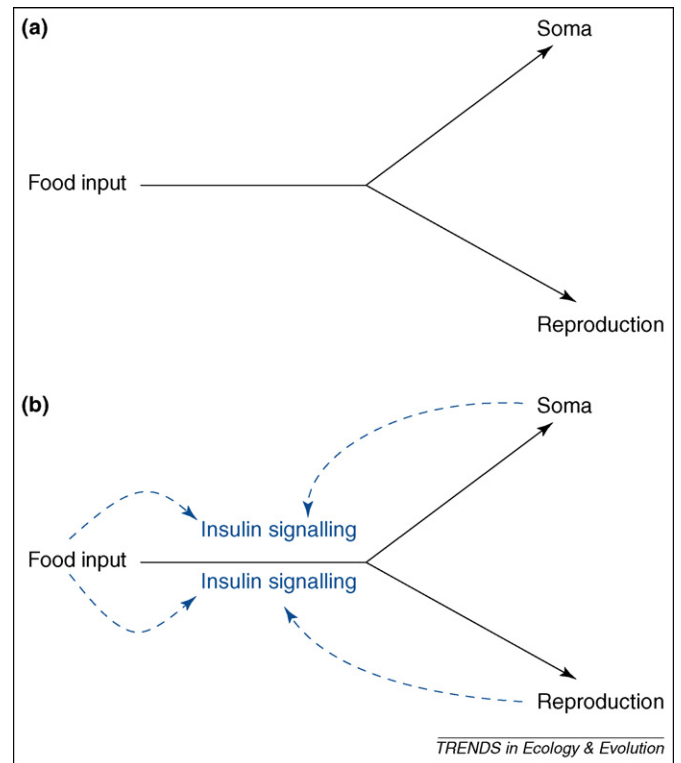 (a)
Soma
Food input
Reproduction
(b)
Soma
Insulin signalling
Food input
Insulin signalling
Reproduction
TRENDS in Ecology & Evolution